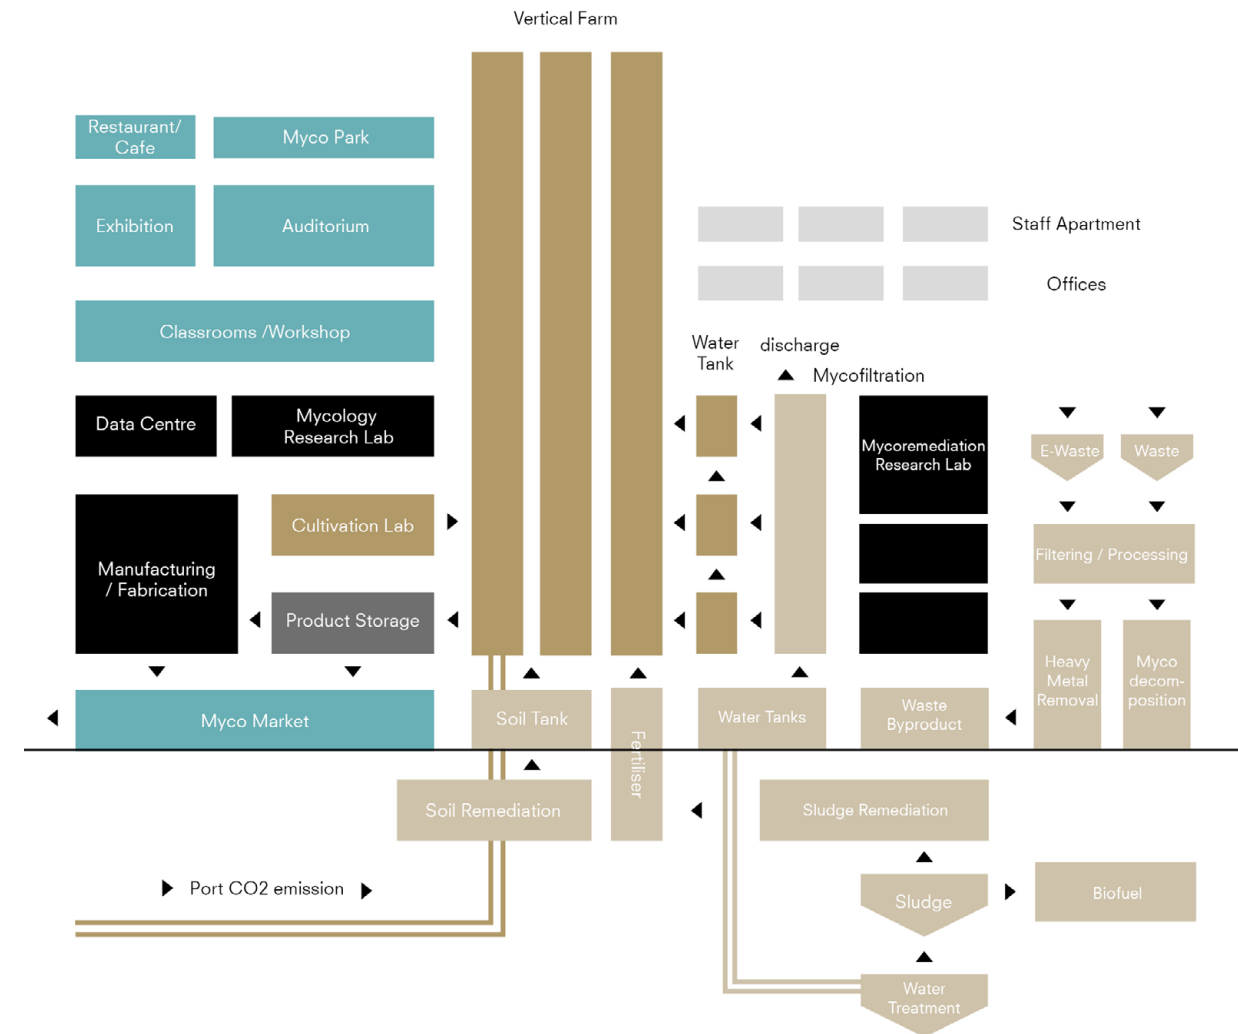 Vertical Farm
Restaurant/
Cafe
Myco Park
Exhibition
Auditorium
Staff Apartment
Offices
Classrooms /Workshop
Water
Tank
discharge
Mycofiltration
Data Centre
Mycology
Research Lab
Mycoremediation
Research Lab
E-Waste
Waste
Cultivation Lab
Filtering / Processing
Manufacturing
/ Fabrication
Product Storage
Heavy
Metal
Removal
Myco
decom-
position
Myco Market
Soil Tank
Fertiliser
Water Tanks
Waste
Byproduct
Soil Remediation
Sludge Remediation
Port CO2 emission
Sludge
Biofuel
Water
Treatment